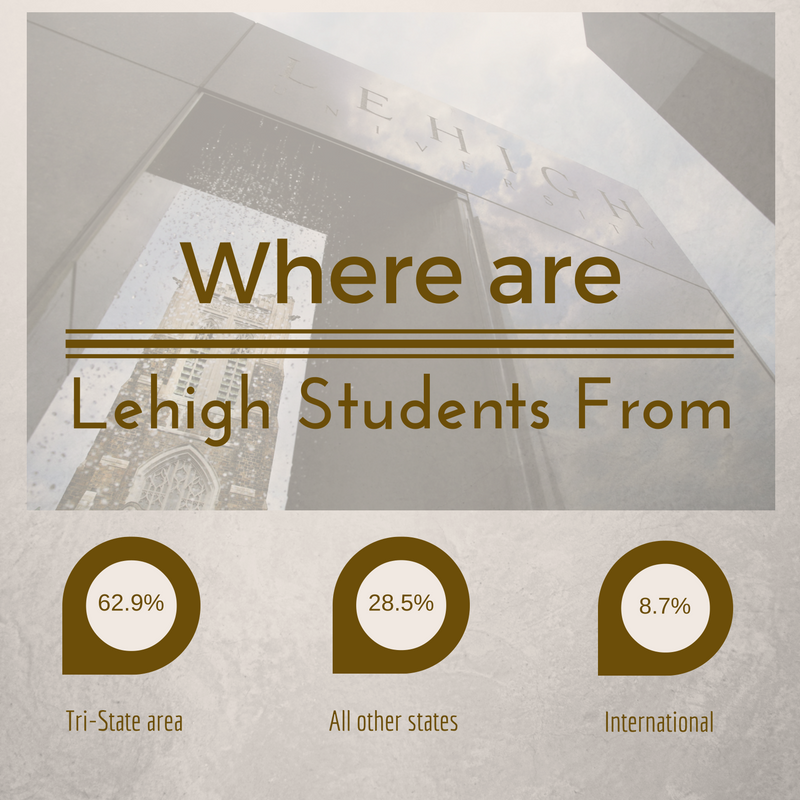 LEHIGH
UNIVERSITY
Where are
Lehigh Students From
62.9%
28.5%
8.7%
Tri-State area
All other states
International